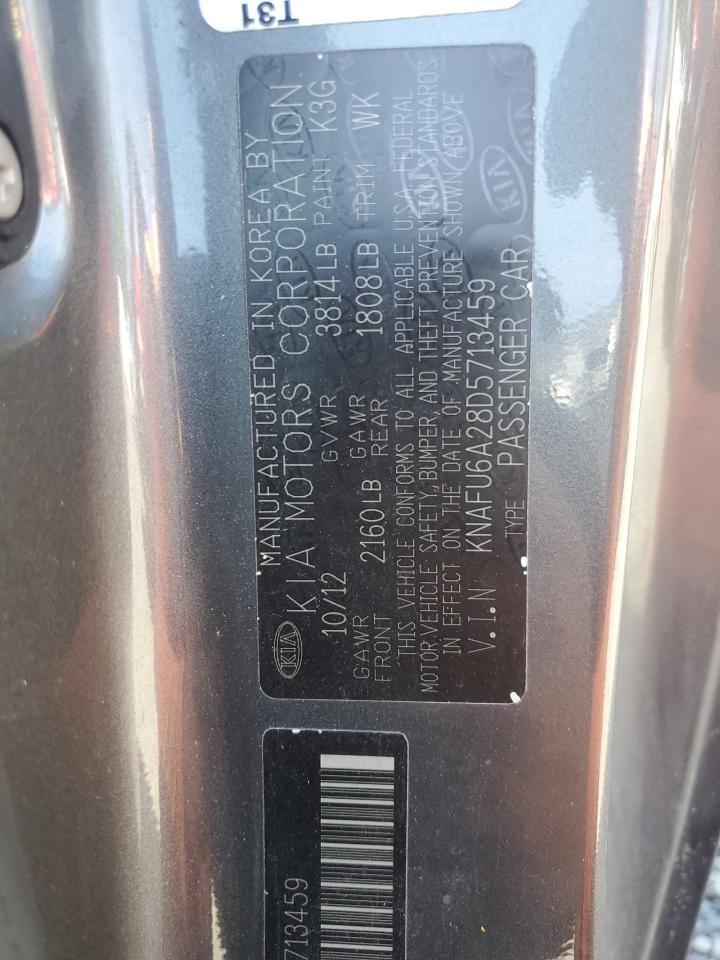 T31
MANUFACTURED IN KOREA BY
KIA KIA MOTORS CORPORATION
10/12 GVWR 3814LB PAINT K3G
GAWR FRONT 2160LB GAWR REAR 1808LB TRIM WK
THIS VEHICLE CONFORMS TO ALL APPLICABLE U.S.A FEDERAL
MOTOR VEHICLE SAFETY, BUMPER AND THEFT PREVENTION STANDARDS
IN EFFECT ON THE DATE OF MANUFACTURE SHOWN ABOVE
V.I.N KNAFU6A28D5713459
TYPE PASSENGER CAR
713459